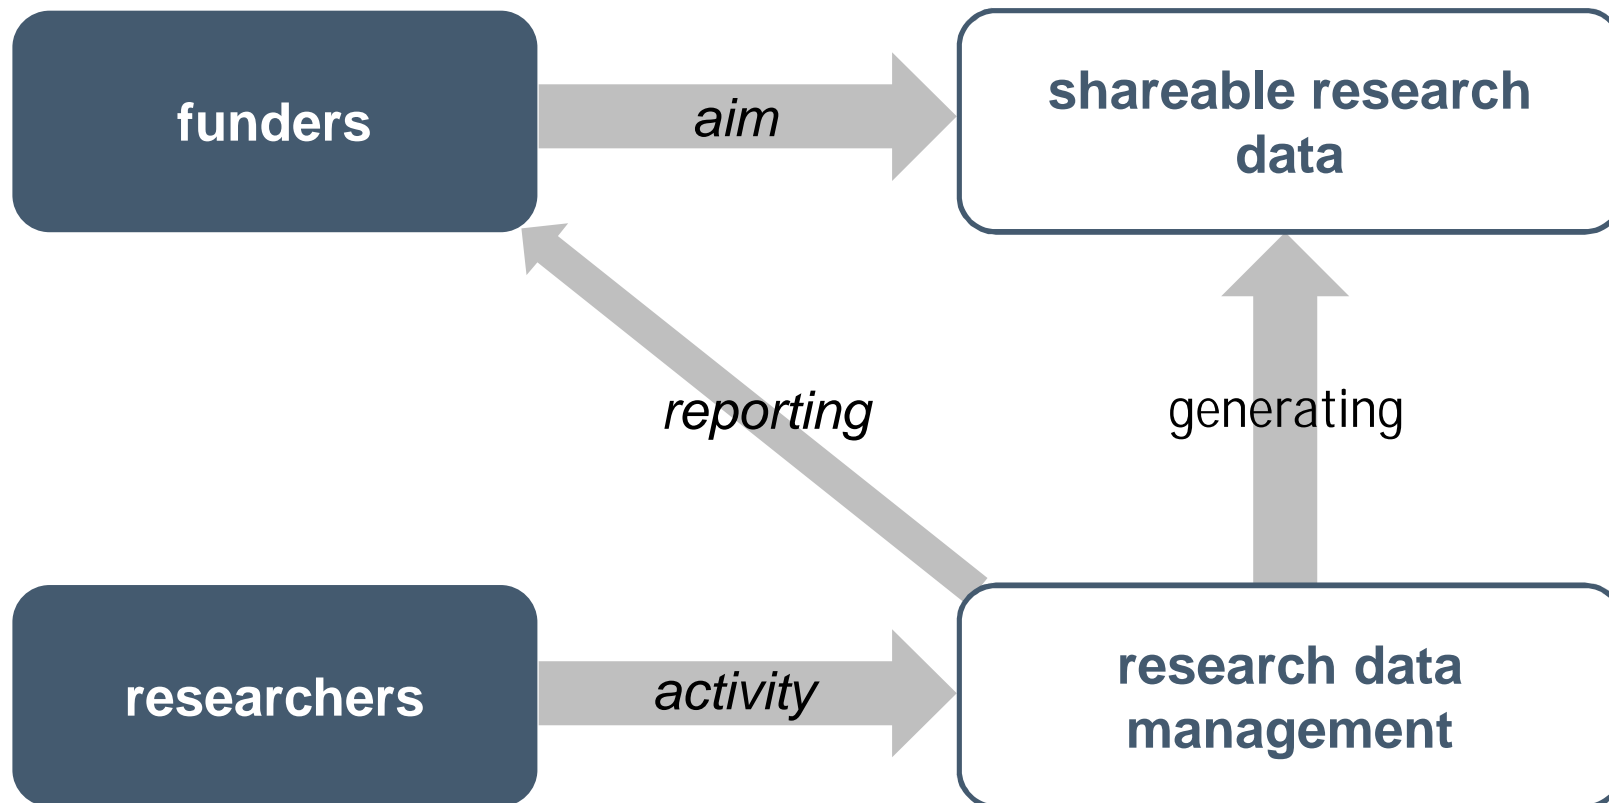 funders
aim
shareable research
data
reporting
generating
researchers
activity
research data
management